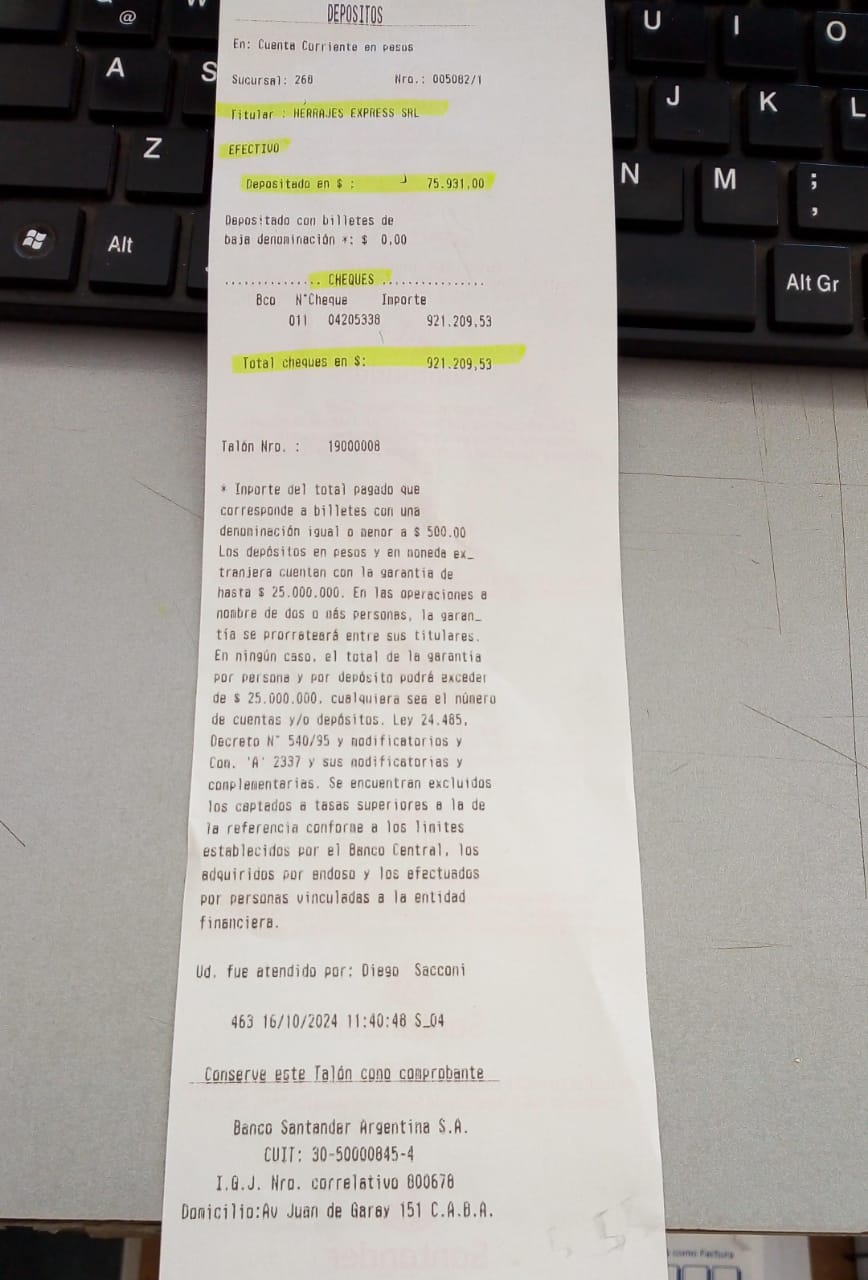 DEPOSITOS
En: Cuenta Corriente en pesos
Sucursal: 260 Nro.: 005082/1
Titular : HERRAJES EXPRESS SRL
EFECTIVO
Depositado en $ : 75.931,00
Depositado con billetes de
baja denominación *: $ 0,00
.............. CHEQUES ...............
Bco N°Cheque Importe
011 04205338 921.209,53
Total cheques en $: 921.209,53
Talón Nro. : 19000008
* Importe del total pagado que
corresponde a billetes con una
denominación igual o menor a $ 500.00
Los depósitos en pesos y en moneda ex_
tranjera cuentan con la garantía de
hasta $ 25.000.000. En las operaciones a
nombre de dos o más personas, la garan_
tía se prorrateará entre sus titulares.
En ningún caso, el total de la garantía
por persona y por depósito podrá exceder
de $ 25.000.000, cualquiera sea el número
de cuentas y/o depósitos. Ley 24.485,
Decreto N° 540/95 y modificatorios y
Com. 'A' 2337 y sus modificatorias y
complementarias. Se encuentran excluidos
los captados a tasas superiores a la de
la referencia conforme a los límites
establecidos por el Banco Central, los
adquiridos por endoso y los efectuados
por personas vinculadas a la entidad
financiera.
Ud. fue atendido por: Diego Sacconi
463 16/10/2024 11:40:48 S_04
Conserve este Talón como comprobante
Banco Santander Argentina S.A.
CUIT: 30-50000845-4
I.G.J. Nro. correlativo 800678
Domicilio:Av Juan de Garay 151 C.A.B.A.
@
A
S
Z
Alt
U
I
O
J
K
L
N
M
;
,
Alt Gr
como Factura